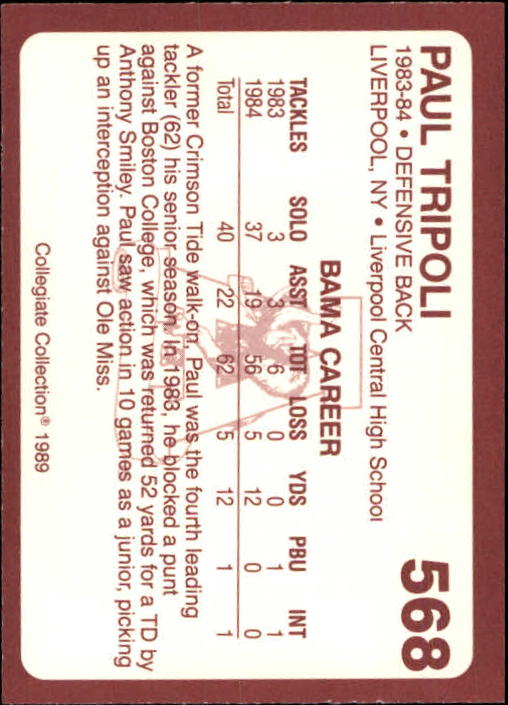 PAUL TRIPOLI 568
1983-84 • DEFENSIVE BACK
LIVERPOOL, NY • Liverpool Central High School
BAMA CAREER
TACKLES SOLO ASST TOT LOSS YDS PBU INT
1983 3 3 6 0 0 1 1
1984 37 19 56 5 12 0 0
Total 40 22 62 5 12 1 1
A former Crimson Tide walk-on, Paul was the fourth leading
tackler (62) his senior season. In 1983, he blocked a punt
against Boston College, which was returned 52 yards for a TD by
Anthony Smiley. Paul saw action in 10 games as a junior, picking
up an interception against Ole Miss.
Collegiate Collection® 1989